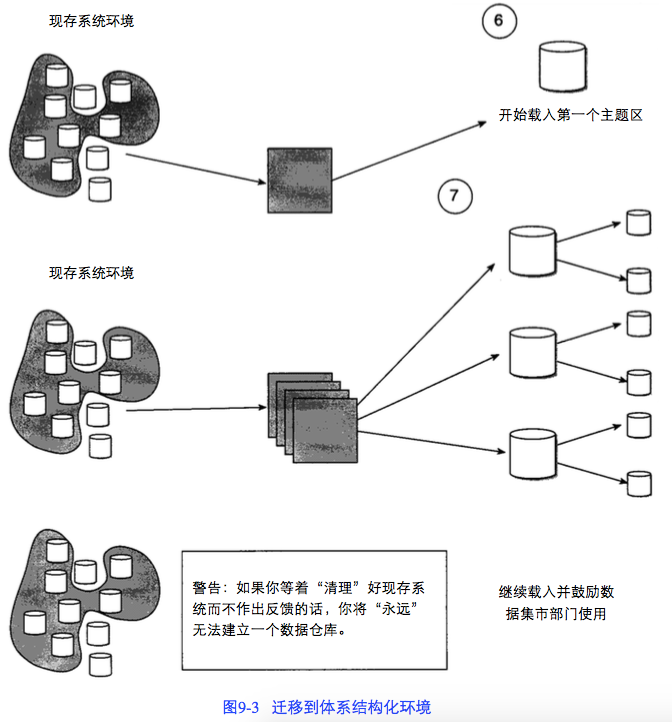 现存系统环境
6
开始载入第一个主题区
7
现存系统环境
警告：如果你等着“清理”好现存系
统而不作出反馈的话，你将“永远”
无法建立一个数据仓库。
继续载入并鼓励数
据集市部门使用
图9-3 迁移到体系结构化环境